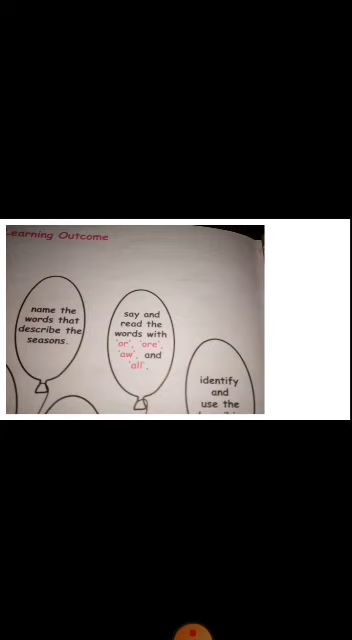 Learning Outcome
name the
words that
describe the
seasons.
say and
read the
words with
'or', 'ore',
'aw', and
'all'.
identify
and
use the